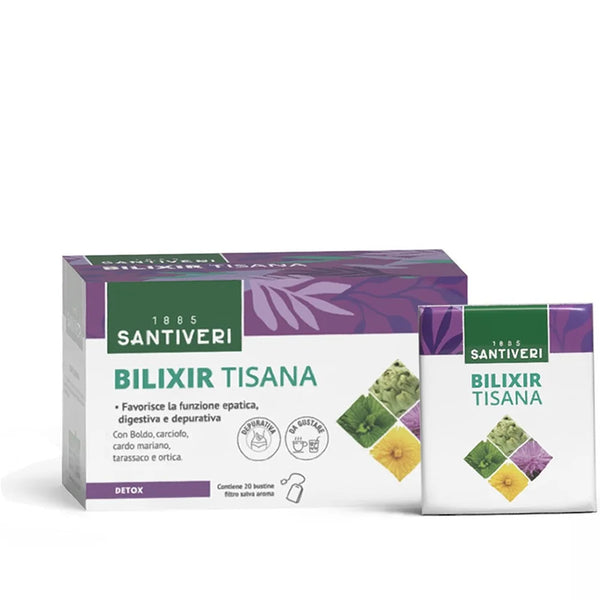 SANTIVERI
BILIXIR TISANA
1885
SANTIVERI
BILIXIR TISANA
• Favorisce la funzione epatica,
digestiva e depurativa
Con Boldo, carciofo,
cardo mariano,
tarassaco e ortica.
DEPURATIVA
DA GUSTARE
DETOX
Contiene 20 bustine
filtro salva aroma
1885
SANTIVERI
BILIXIR
TISANA